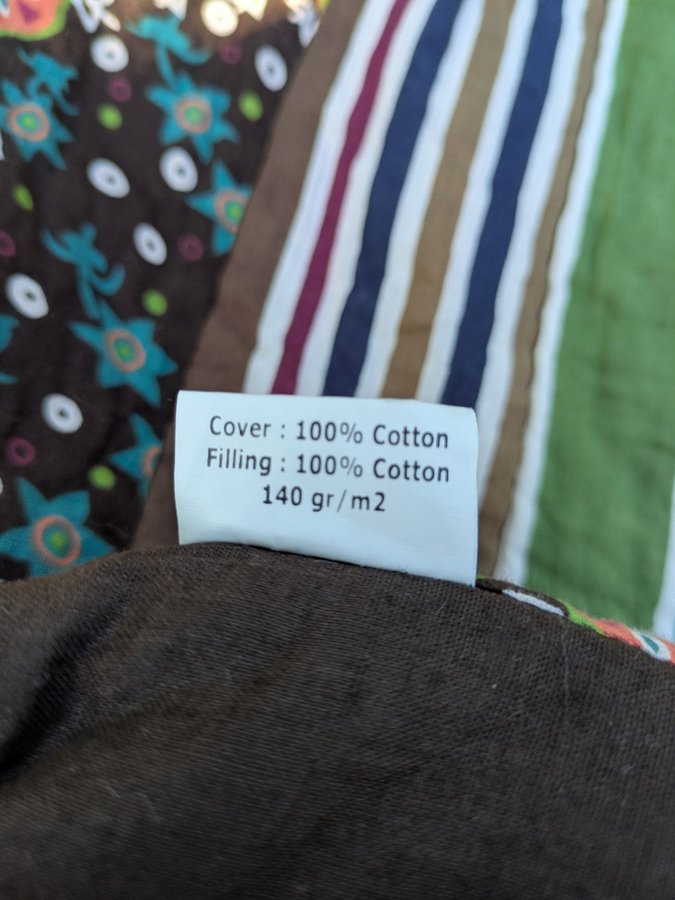 Cover : 100% Cotton
Filling : 100% Cotton
140 gr/m2